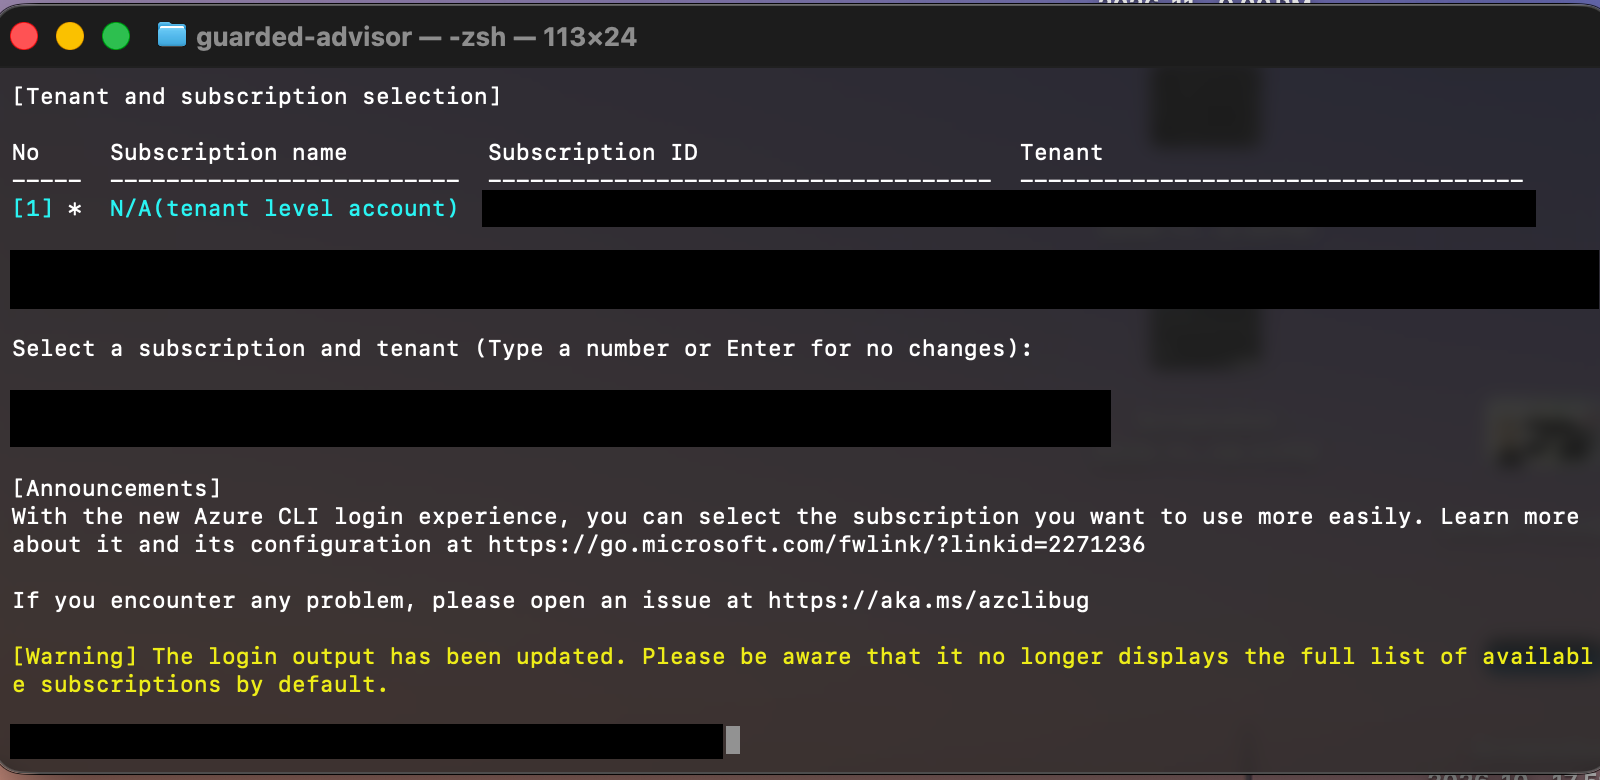 guarded-advisor — -zsh — 113×24
[Tenant and subscription selection]
No     Subscription name          Subscription ID                       Tenant
-----  -------------------------  ------------------------------------  ------------------------------------
[1] *  N/A(tenant level account)
Select a subscription and tenant (Type a number or Enter for no changes):
[Announcements]
With the new Azure CLI login experience, you can select the subscription you want to use more easily. Learn more
about it and its configuration at https://go.microsoft.com/fwlink/?linkid=2271236
If you encounter any problem, please open an issue at https://aka.ms/azclibug
[Warning] The login output has been updated. Please be aware that it no longer displays the full list of availabl
e subscriptions by default.